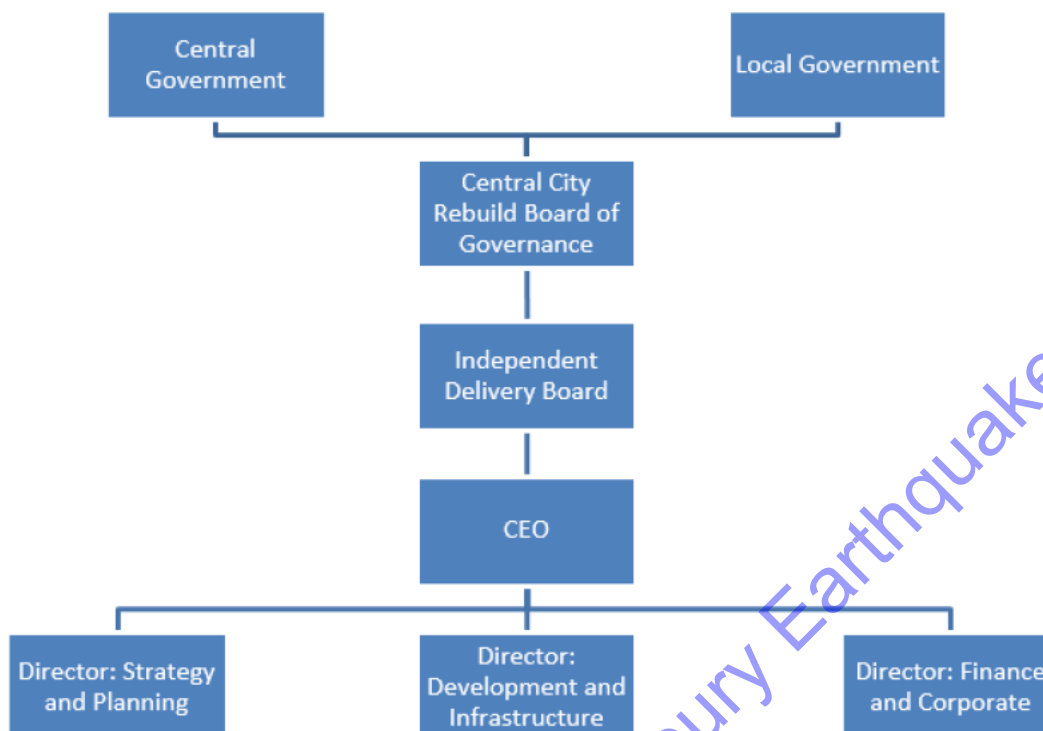 Central
Government
Local Government
Central City
Rebuild Board of
Governance
Independent
Delivery Board
CEO
Director: Strategy
and Planning
Director:
Development and
Infrastructure
Director: Finance
and Corporate
Earthquake